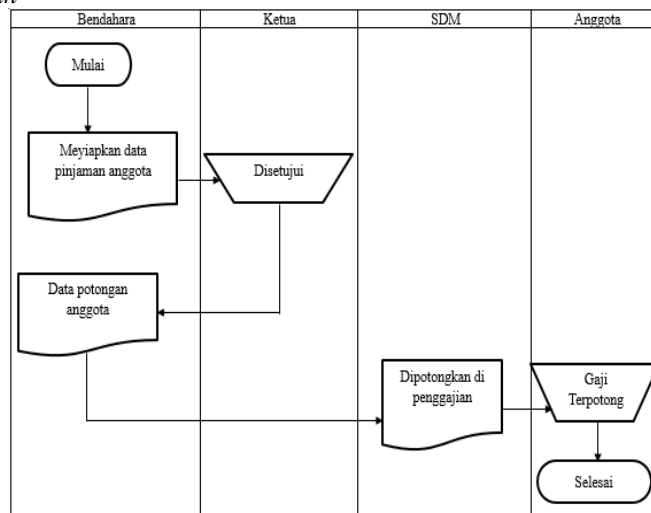 Bendahara
Ketua
SDM
Anggota
Mulai
Meyiapkan data
pinjaman anggota
Disetujui
Data potongan
anggota
Dipotongkan di
penggajian
Gaji
Terpotong
Selesai